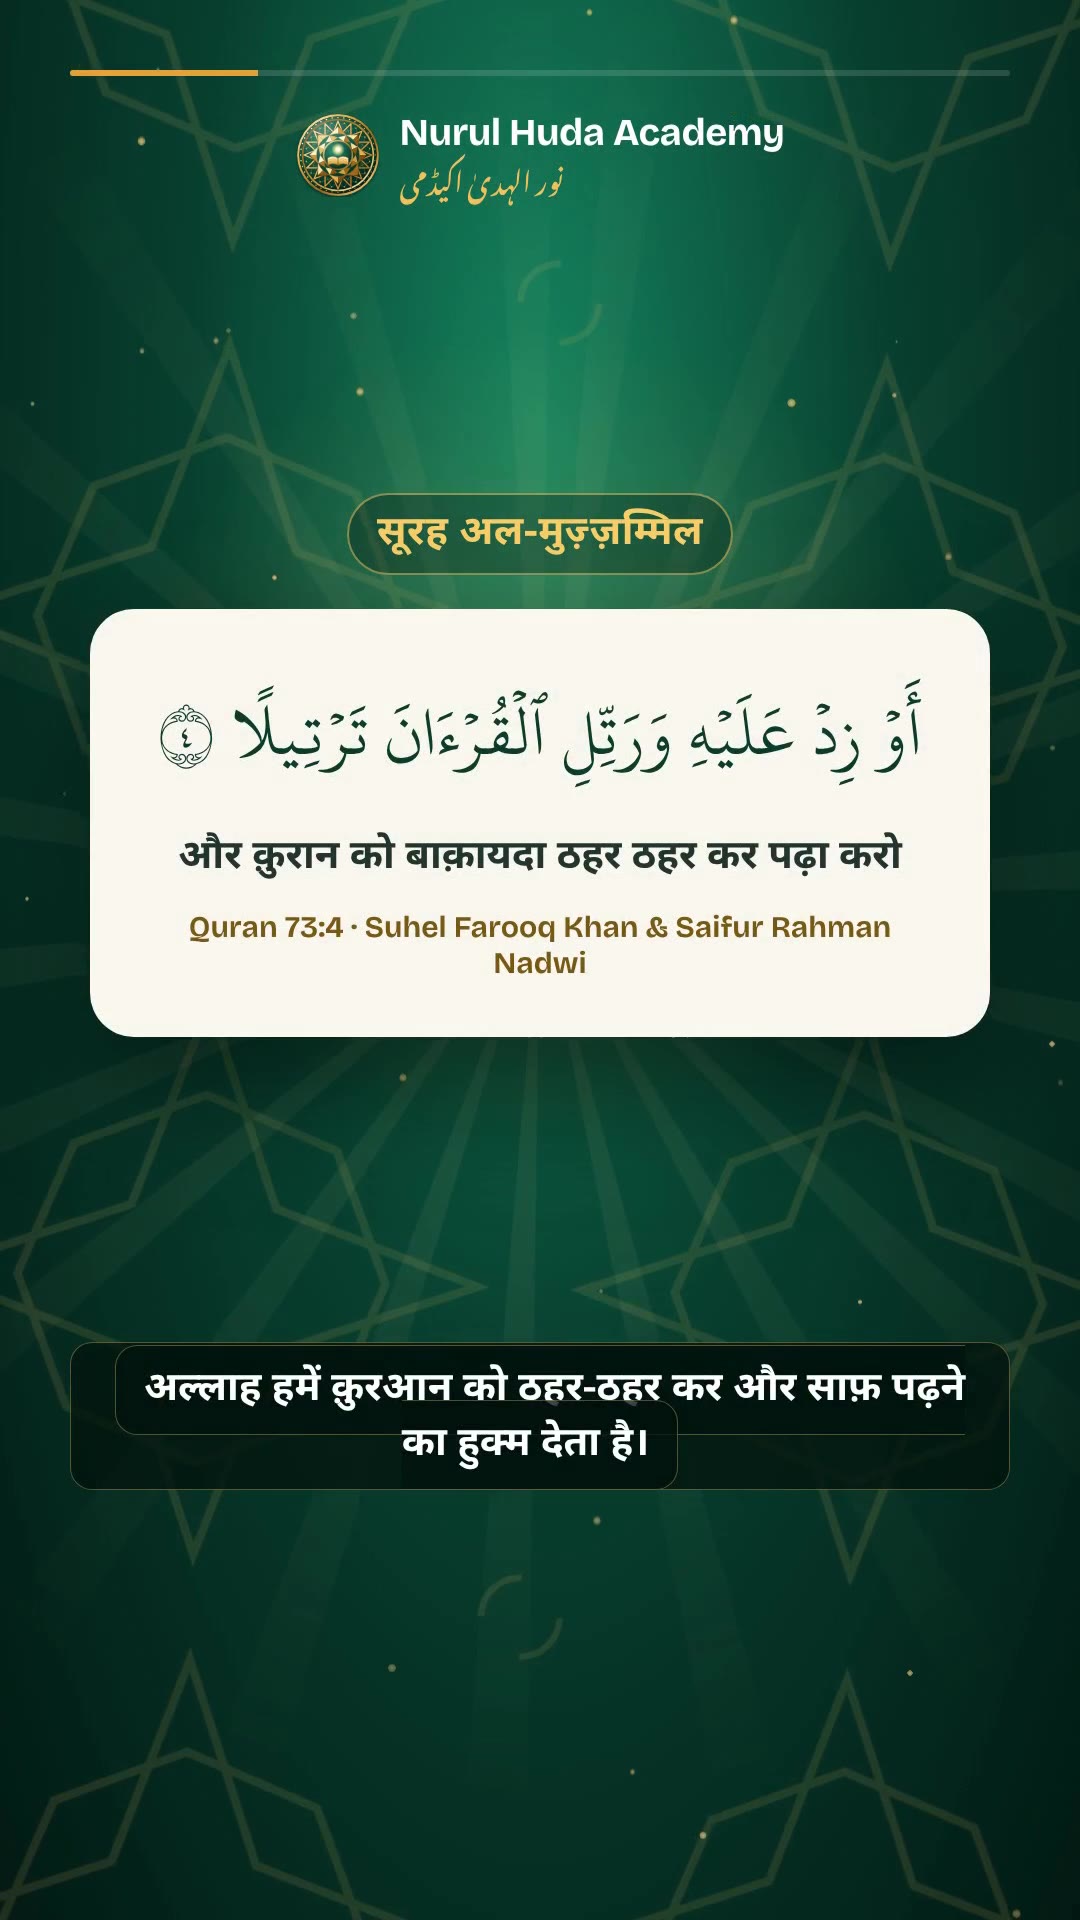 Nurul Huda Academy
نور الہدیٰ اکیڈمی
सूरह अल-मुज़्ज़म्मिल
أَوۡ زِدۡ عَلَيۡهِ وَرَتِّلِ ٱلۡقُرۡءَانَ تَرۡتِيلًا ٤
और क़ुरान को बाक़ायदा ठहर ठहर कर पढ़ा करो
Quran 73:4 · Suhel Farooq Khan & Saifur Rahman
Nadwi
अल्लाह हमें क़ुरआन को ठहर-ठहर कर और साफ़ पढ़ने
का हुक्म देता है।